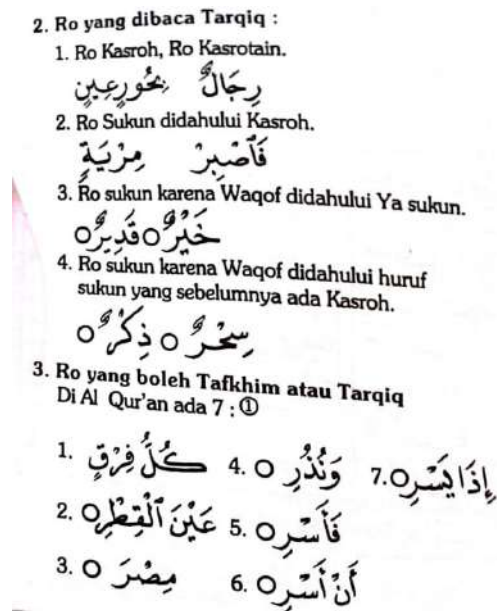 2. Ro yang dibaca Tarqiq :
1. Ro Kasroh, Ro Kasrotain.
رِجَالٌ بِحُورٍعِينٍ
2. Ro Sukun didahului Kasroh.
فَٱصْبِرْ مِرْيَةٍ
3. Ro sukun karena Waqof didahului Ya sukun.
خَيْرٌ○قَدِيرٌ○
4. Ro sukun karena Waqof didahului huruf
sukun yang sebelumnya ada Kasroh.
سِحْرٌ ○ ذِكْرٌ ○
3. Ro yang boleh Tafkhim atau Tarqiq
Di Al Qur'an ada 7 : ①
1. كُلُّ فِرْقٍ 4. وَنُذُرِ ○ 7. إِذَا يَسْرِ○
2. عَيْنَ ٱلْقِطْرِ○ 5. فَأَسْرِ ○
3. مِصْرَ ○ 6. أَنْ أَسْرِ○